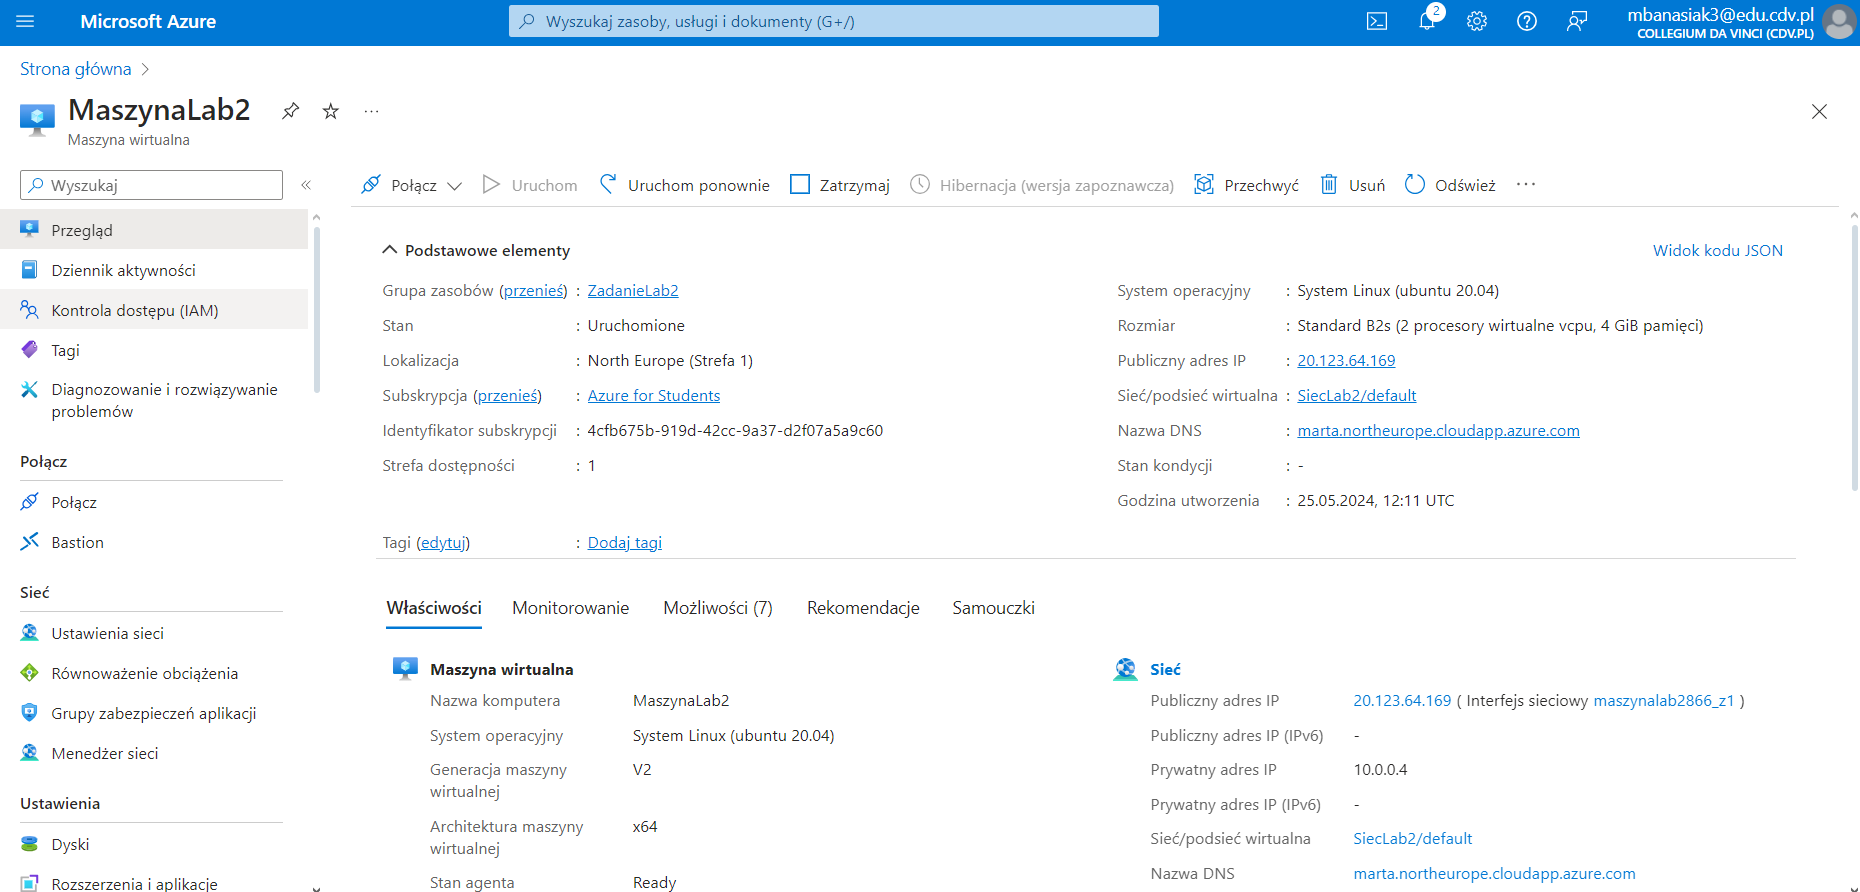 Microsoft Azure
Wyszukaj zasoby, usługi i dokumenty (G+/)
2
mbanasiak3@edu.cdv.pl
COLLEGIUM DA VINCI (CDV.PL)
Strona główna
MaszynaLab2
Maszyna wirtualna
Wyszukaj
Przegląd
Dziennik aktywności
Kontrola dostępu (IAM)
Tagi
Diagnozowanie i rozwiązywanie
problemów
Połącz
Połącz
Bastion
Sieć
Ustawienia sieci
Równoważenie obciążenia
Grupy zabezpieczeń aplikacji
Menedżer sieci
Ustawienia
Dyski
Rozszerzenia i aplikacje
Połącz Uruchom Uruchom ponownie Zatrzymaj Hibernacja (wersja zapoznawcza) Przechwyć Usuń Odśwież
Podstawowe elementy
Widok kodu JSON
Grupa zasobów (przenieś) : ZadanieLab2
Stan : Uruchomione
Lokalizacja : North Europe (Strefa 1)
Subskrypcja (przenieś) : Azure for Students
Identyfikator subskrypcji : 4cfb675b-919d-42cc-9a37-d2f07a5a9c60
Strefa dostępności : 1
System operacyjny : System Linux (ubuntu 20.04)
Rozmiar : Standard B2s (2 procesory wirtualne vcpu, 4 GiB pamięci)
Publiczny adres IP : 20.123.64.169
Sieć/podsieć wirtualna : SiecLab2/default
Nazwa DNS : marta.northeurope.cloudapp.azure.com
Stan kondycji : -
Godzina utworzenia : 25.05.2024, 12:11 UTC
Tagi (edytuj) : Dodaj tagi
Właściwości Monitorowanie Możliwości (7) Rekomendacje Samouczki
Maszyna wirtualna
Nazwa komputera MaszynaLab2
System operacyjny System Linux (ubuntu 20.04)
Generacja maszyny V2
wirtualnej
Architektura maszyny x64
wirtualnej
Stan agenta Ready
Sieć
Publiczny adres IP 20.123.64.169 ( Interfejs sieciowy maszynalab2866_z1 )
Publiczny adres IP (IPv6) -
Prywatny adres IP 10.0.0.4
Prywatny adres IP (IPv6) -
Sieć/podsieć wirtualna SiecLab2/default
Nazwa DNS marta.northeurope.cloudapp.azure.com